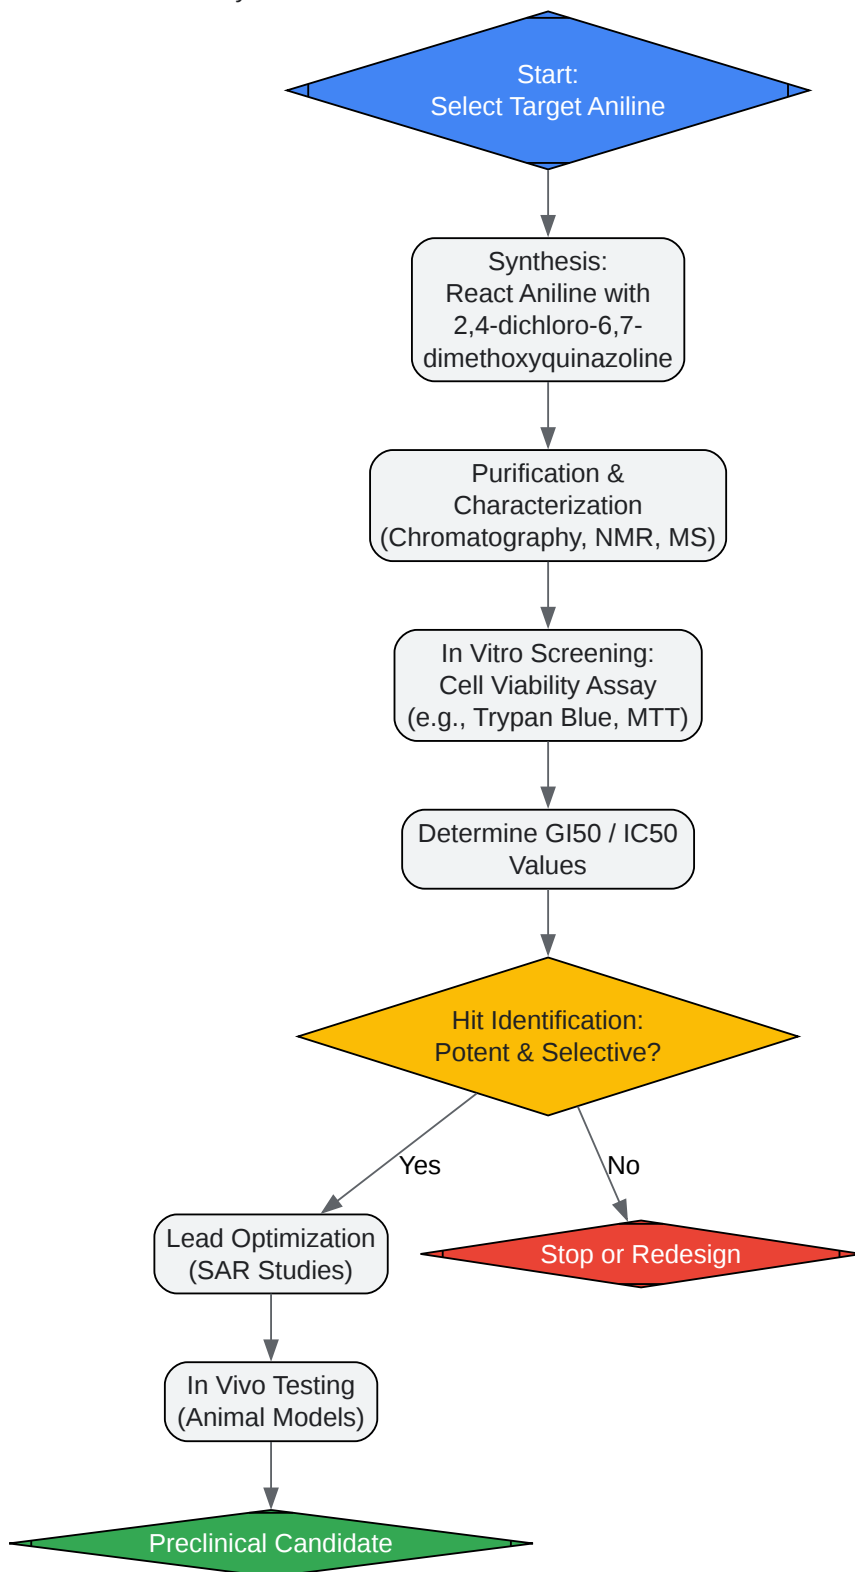 Start:
Select Target Aniline
Synthesis:
React Aniline with
2,4-dichloro-6,7-
dimethoxyquinazoline
Purification &
Characterization
(Chromatography, NMR, MS)
In Vitro Screening:
Cell Viability Assay
(e.g., Trypan Blue, MTT)
Determine GI50 / IC50
Values
Hit Identification:
Potent & Selective?
Yes
No
Lead Optimization
(SAR Studies)
Stop or Redesign
In Vivo Testing
(Animal Models)
Preclinical Candidate